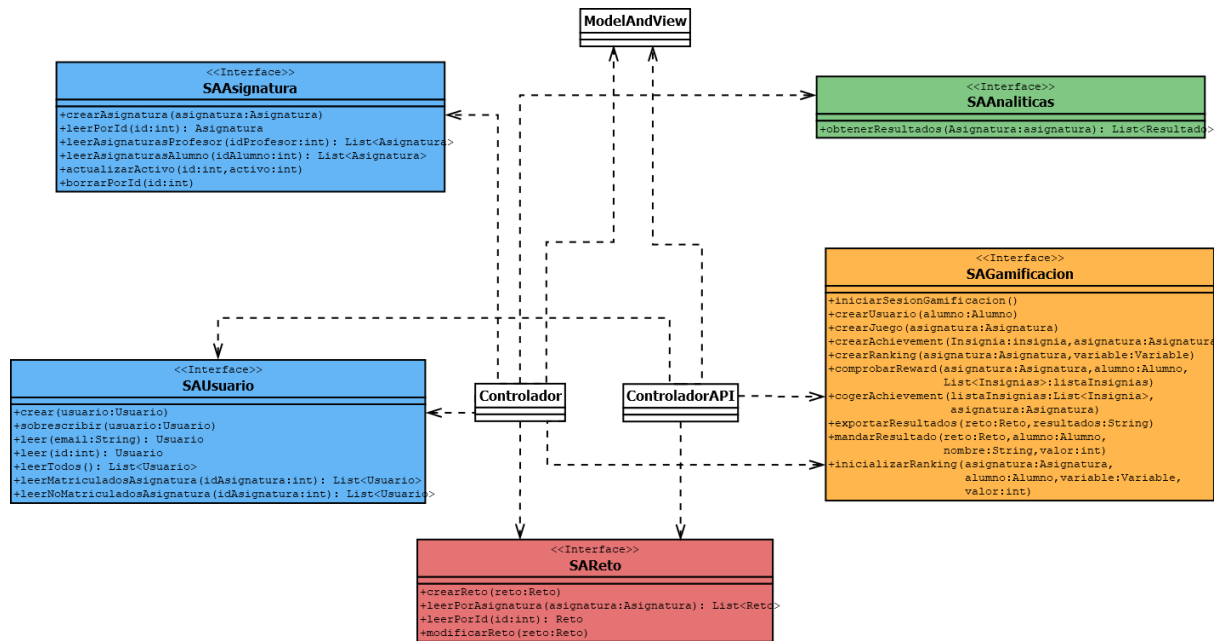 ModelAndView
<<Interface>>
SAAsignatura
+crearAsignatura(asignatura:Asignatura)
+leerPorId(id:int): Asignatura
+leerAsignaturasProfesor(idProfesor:int): List<Asignatura>
+leerAsignaturasAlumno(idAlumno:int): List<Asignatura>
+actualizarActivo(id:int,activo:int)
+borrarPorId(id:int)
<<Interface>>
SAAnaliticas
+obtenerResultados(Asignatura:asignatura): List<Resultado>
<<Interface>>
SAGamificacion
+iniciarSesionGamificacion()
+crearUsuario(alumno:Alumno)
+crearJuego(asignatura:Asignatura)
+crearAchievement(Insignia:insignia,asignatura:Asignatura
+crearRanking(asignatura:Asignatura,variable:Variable)
+comprobarReward(asignatura:Asignatura,alumno:Alumno,
List<Insignias>:listaInsignias)
+cogerAchievement(listaInsignias:List<Insignia>,
asignatura:Asignatura)
+exportarResultados(reto:Reto,resultados:String)
+mandarResultado(reto:Reto,alumno:Alumno,
nombre:String,valor:int)
+inicializarRanking(asignatura:Asignatura,
alumno:Alumno,variable:Variable,
valor:int)
<<Interface>>
SAUsuario
+crear(usuario:Usuario)
+sobrescribir(usuario:Usuario)
+leer(email:String): Usuario
+leer(id:int): Usuario
+leerTodos(): List<Usuario>
+leerMatriculadosAsignatura(idAsignatura:int): List<Usuario>
+leerNoMatriculadosAsignatura(idAsignatura:int): List<Usuario>
Controlador
ControladorAPI
<<Interface>>
SAReto
+crearReto(reto:Reto)
+leerPorAsignatura(asignatura:Asignatura): List<Reto>
+leerPorId(id:int): Reto
+modificarReto(reto:Reto)